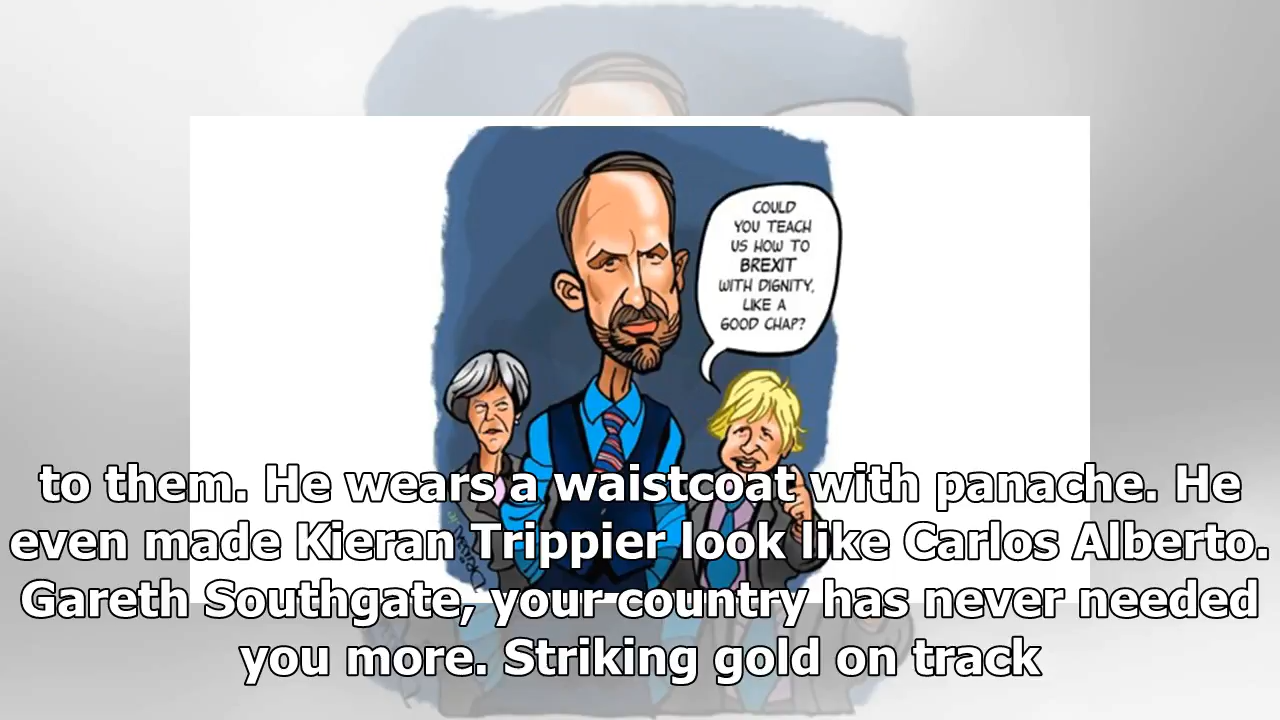 COULD
YOU TEACH
US HOW TO
BREXIT
WITH DIGNITY,
LIKE A
GOOD CHAP?
to them. He wears a waistcoat with panache. He
even made Kieran Trippier look like Carlos Alberto.
Gareth Southgate, your country has never needed
you more. Striking gold on track